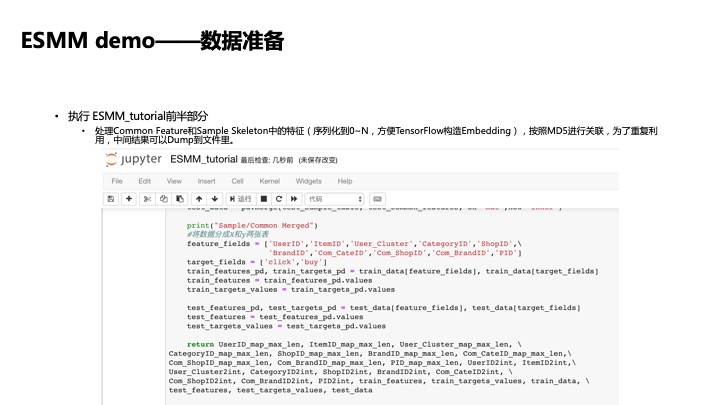 ESMM demo——数据准备
• 执行 ESMM_tutorial前半部分
• 处理Common Feature和Sample Skeleton中的特征（序列化到0~N，方便TensorFlow构造Embedding），按照MD5进行关联，为了重复利
用，中间结果可以Dump到文件里。
jupyter ESMM_tutorial 最后检查: 几秒前 (未保存改变)
File Edit View Insert Cell Kernel Widgets Help
运行 代码
print("Sample/Common Merged")
#将数据分成X和y两张表
feature_fields = ['UserID','ItemID','User_Cluster','CategoryID','ShopID',\
'BrandID','Com_CateID','Com_ShopID','Com_BrandID','PID']
target_fields = ['click','buy']
train_features_pd, train_targets_pd = train_data[feature_fields], train_data[target_fields]
train_features = train_features_pd.values
train_targets_values = train_targets_pd.values
test_features_pd, test_targets_pd = test_data[feature_fields], test_data[target_fields]
test_features = test_features_pd.values
test_targets_values = test_targets_pd.values
return UserID_map_max_len, ItemID_map_max_len, User_Cluster_map_max_len, \
CategoryID_map_max_len, ShopID_map_max_len, BrandID_map_max_len, Com_CateID_map_max_len,\
Com_ShopID_map_max_len, Com_BrandID_map_max_len, PID_map_max_len, UserID2int, ItemID2int,\
User_Cluster2int, CategoryID2int, ShopID2int, BrandID2int, Com_CateID2int, \
Com_ShopID2int, Com_BrandID2int, PID2int, train_features, train_targets_values, train_data, \
test_features, test_targets_values, test_data